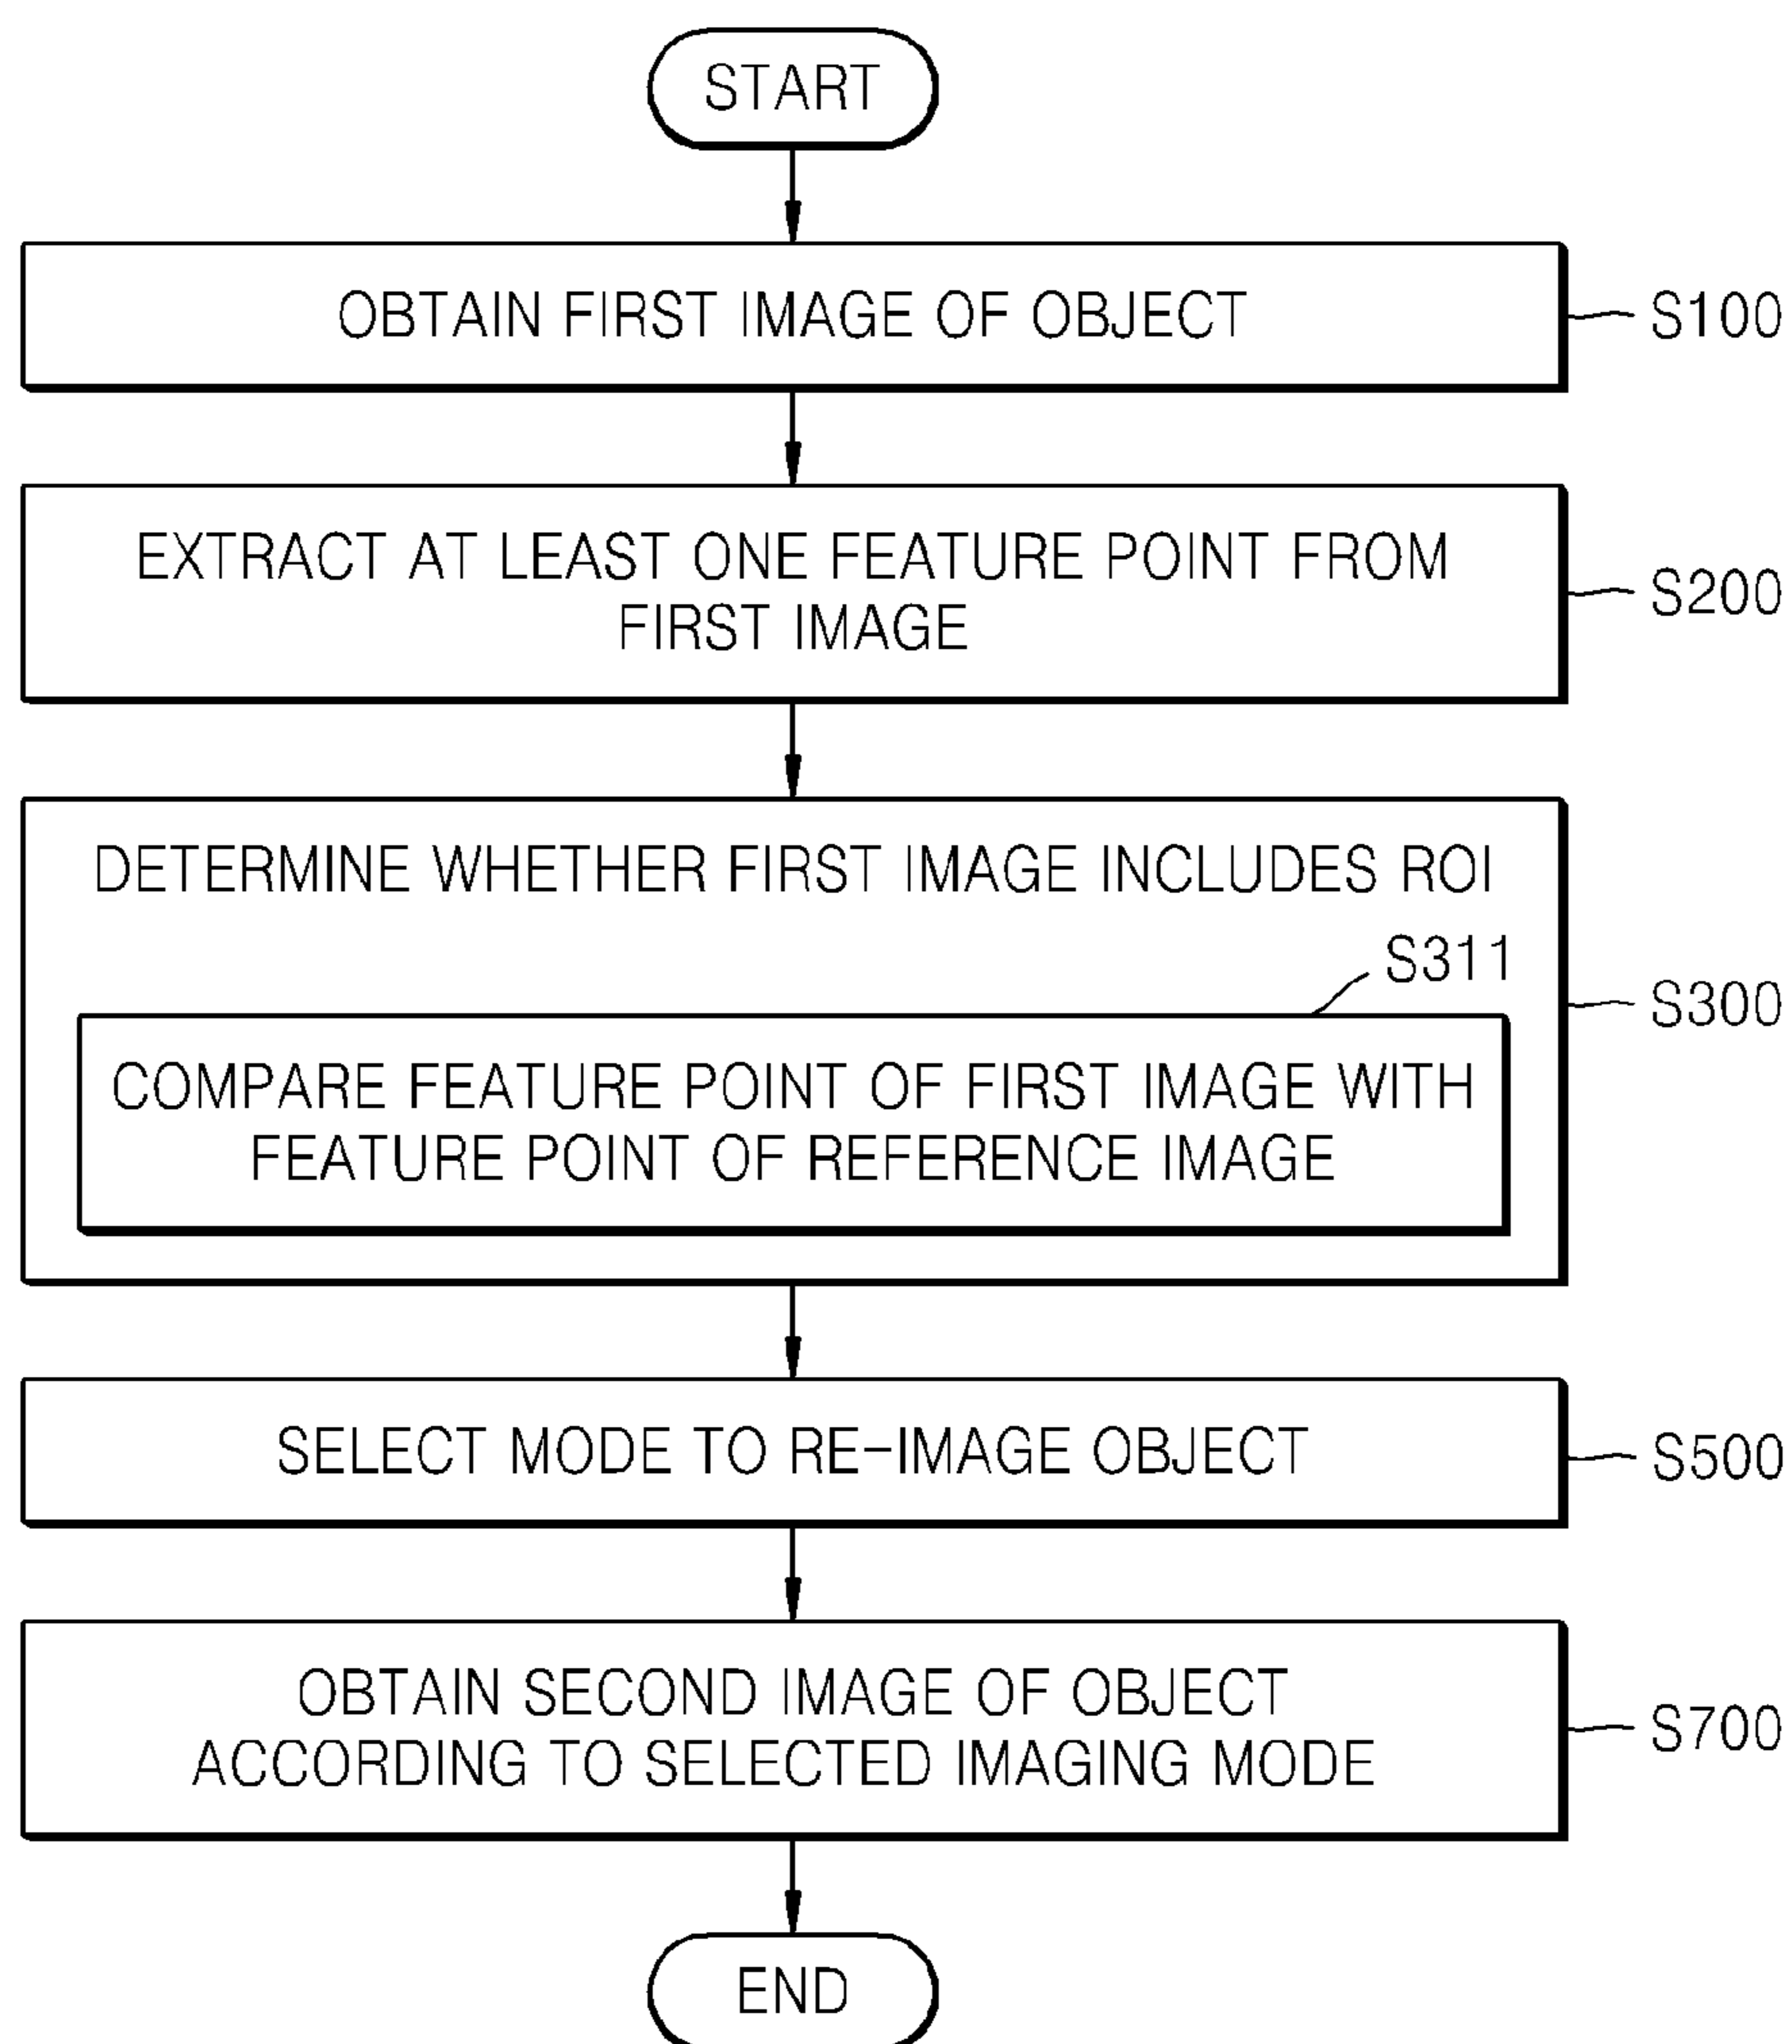 START
OBTAIN FIRST IMAGE OF OBJECT
S100
EXTRACT AT LEAST ONE FEATURE POINT FROM
FIRST IMAGE
S200
DETERMINE WHETHER FIRST IMAGE INCLUDES ROI
S311
S300
COMPARE FEATURE POINT OF FIRST IMAGE WITH
FEATURE POINT OF REFERENCE IMAGE
SELECT MODE TO RE-IMAGE OBJECT
S500
OBTAIN SECOND IMAGE OF OBJECT
ACCORDING TO SELECTED IMAGING MODE
S700
END